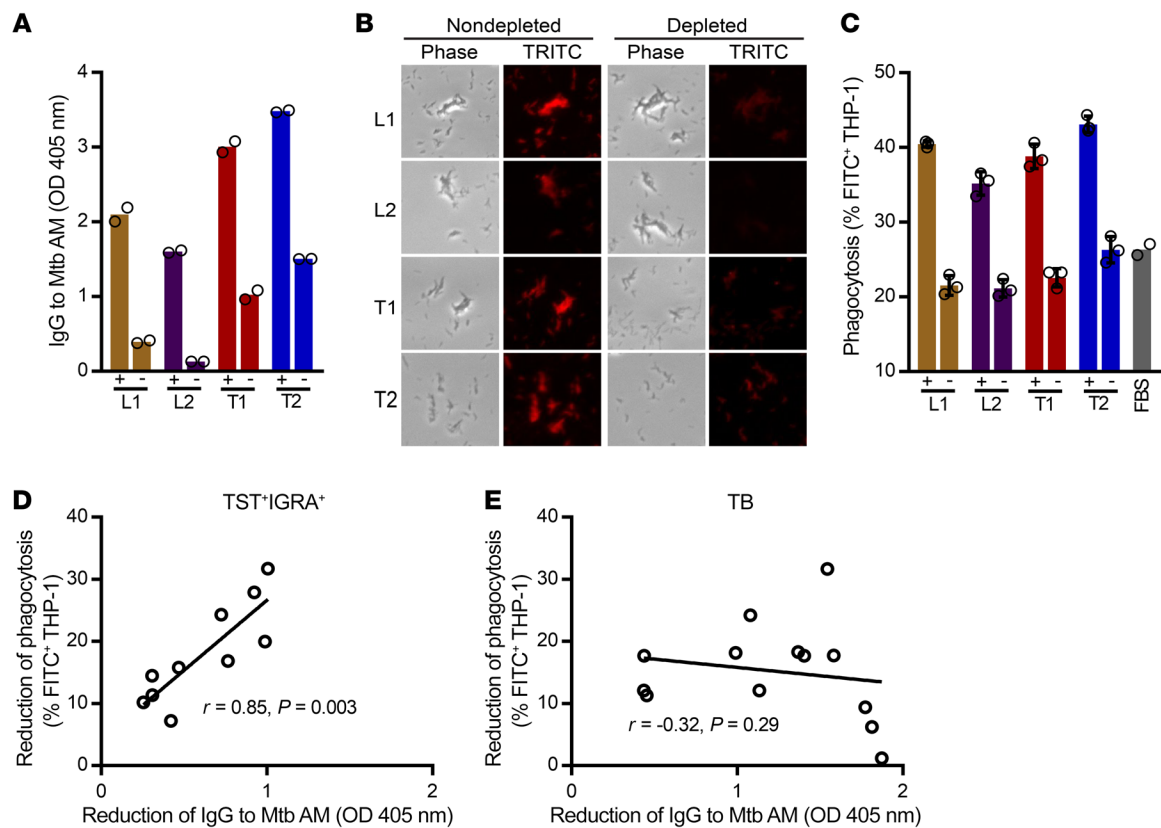 A
IgG to Mtb AM (OD 405 nm)
4
3
2
1
0
+ - + - + - + -
L1 L2 T1 T2
B
Nondepleted Depleted
Phase TRITC Phase TRITC
L1
L2
T1
T2
C
Phagocytosis (% FITC⁺ THP-1)
50
40
30
20
10
+ - + - + - + -
L1 L2 T1 T2 FBS
D
TST⁺IGRA⁺
Reduction of phagocytosis
(% FITC⁺ THP-1)
40
30
20
10
0
r = 0.85, P = 0.003
0 1 2
Reduction of IgG to Mtb AM (OD 405 nm)
E
TB
Reduction of phagocytosis
(% FITC⁺ THP-1)
40
30
20
10
0
r = -0.32, P = 0.29
0 1 2
Reduction of IgG to Mtb AM (OD 405 nm)